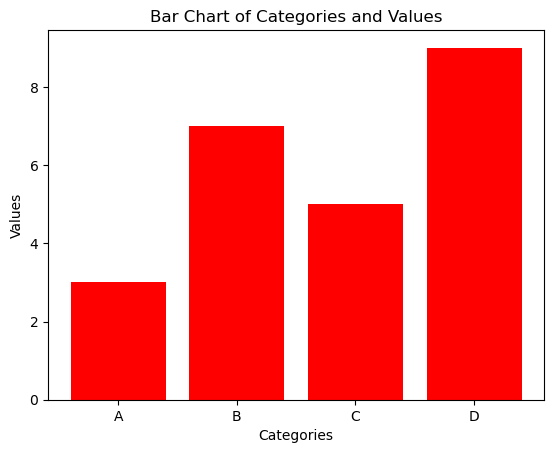 Bar Chart of Categories and Values
8
6
4
2
0
Values
A B C D
Categories